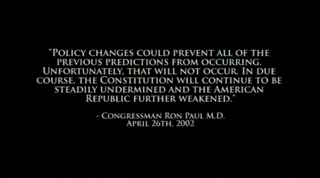 "Policy changes could prevent all of the
previous predictions from occurring.
Unfortunately, that will not occur. In due
course, the Constitution will continue to be
steadily undermined and the American
Republic further weakened."
- Congressman Ron Paul M.D.
April 26th, 2002